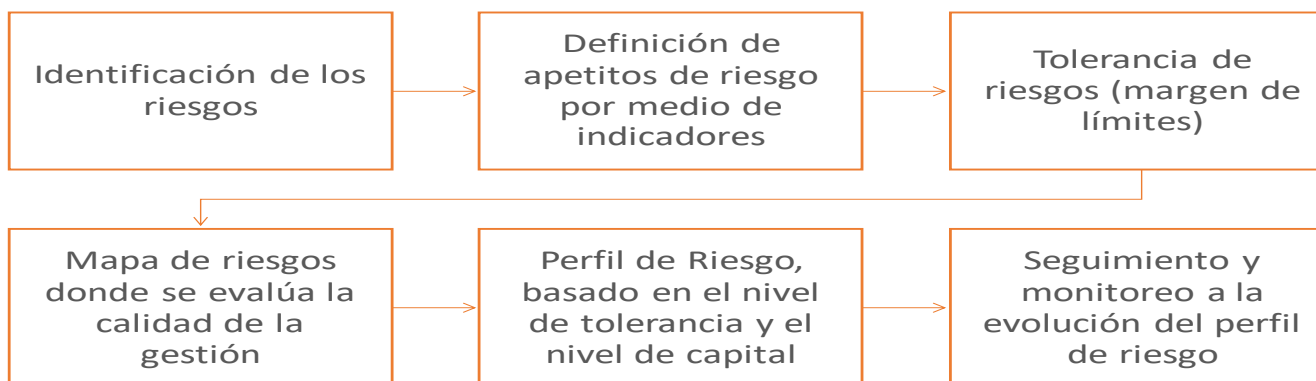 Identificación de los
riesgos
Definición de
apetitos de riesgo
por medio de
indicadores
Tolerancia de
riesgos (margen de
límites)
Mapa de riesgos
donde se evalúa la
calidad de la
gestión
Perfil de Riesgo,
basado en el nivel
de tolerancia y el
nivel de capital
Seguimiento y
monitoreo a la
evolución del perfil
de riesgo